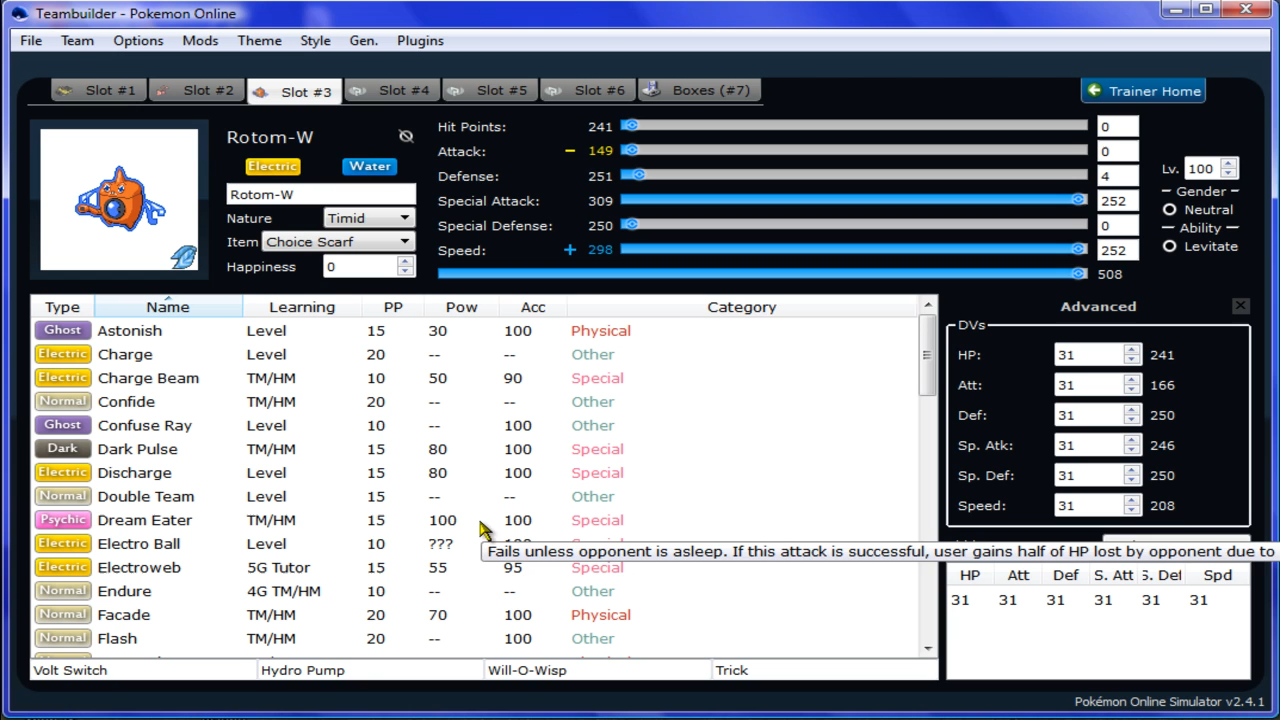 Teambuilder - Pokemon Online
File Team Options Mods Theme Style Gen. Plugins
Slot #1 Slot #2 Slot #3 Slot #4 Slot #5 Slot #6 Boxes (#7) Trainer Home
Rotom-W
Electric Water
Rotom-W
Nature Timid
Item Choice Scarf
Happiness 0
Hit Points: 241 0
Attack: − 149 0
Defense: 251 4
Special Attack: 309 252
Special Defense: 250 0
Speed: + 298 252
508
Lv. 100
Gender
Neutral
Ability
Levitate
Type Name Learning PP Pow Acc Category
Ghost Astonish Level 15 30 100 Physical
Electric Charge Level 20 -- -- Other
Electric Charge Beam TM/HM 10 50 90 Special
Normal Confide TM/HM 20 -- -- Other
Ghost Confuse Ray Level 10 -- 100 Other
Dark Dark Pulse TM/HM 15 80 100 Special
Electric Discharge Level 15 80 100 Special
Normal Double Team Level 15 -- -- Other
Psychic Dream Eater TM/HM 15 100 100 Special
Electric Electro Ball Level 10 ???
Fails unless opponent is asleep. If this attack is successful, user gains half of HP lost by opponent due to
Electric Electroweb 5G Tutor 15 55 95 Special
Normal Endure 4G TM/HM 10 -- -- Other
Normal Facade TM/HM 20 70 100 Physical
Normal Flash TM/HM 20 -- 100 Other
Volt Switch Hydro Pump Will-O-Wisp Trick
Advanced
DVs
HP: 31 241
Att: 31 166
Def: 31 250
Sp. Atk: 31 246
Sp. Def: 31 250
Speed: 31 208
HP Att Def S. Att S. Def Spd
31 31 31 31 31 31
Pokémon Online Simulator v2.4.1